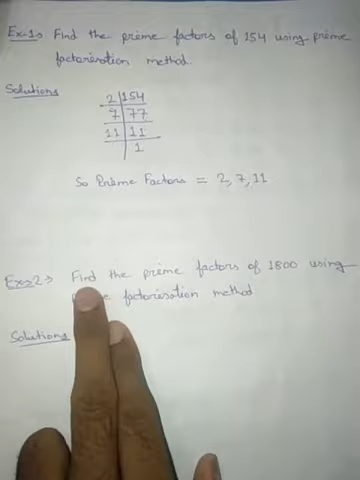 Ex-1⇒ Find the prime factors of 154 using prime
factorisation method
Solutions
2 154
7 77
11 11
1
So Prime Factors = 2, 7, 11
Ex-2⇒ Find the prime factors of 1800 using
factorisation method
Solutions